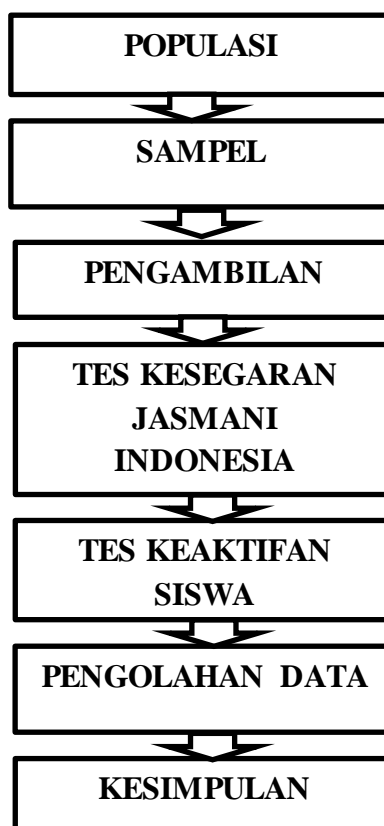 POPULASI
SAMPEL
PENGAMBILAN
TES KESEGARAN
JASMANI
INDONESIA
TES KEAKTIFAN
SISWA
PENGOLAHAN DATA
KESIMPULAN